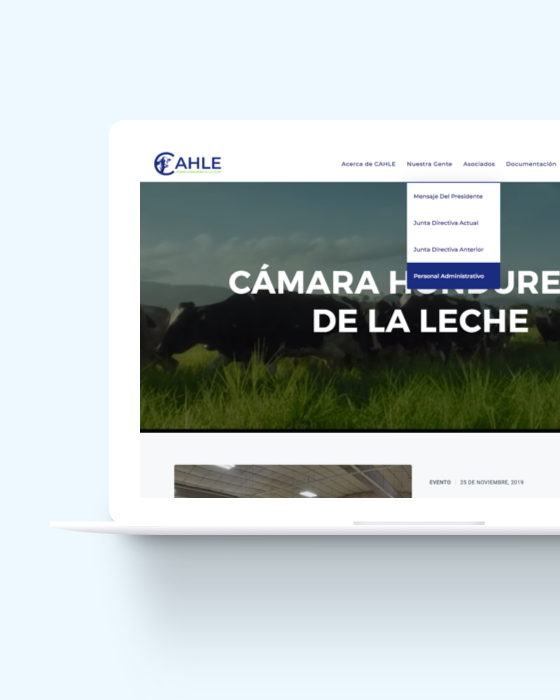 CAHLE
Acerca de CAHLE Nuestra Gente Asociados Documentación
Mensaje Del Presidente
Junta Directiva Actual
Junta Directiva Anterior
Personal Administrativo
CÁMARA HONDURE
DE LA LECHE
EVENTO 25 DE NOVIEMBRE, 2019